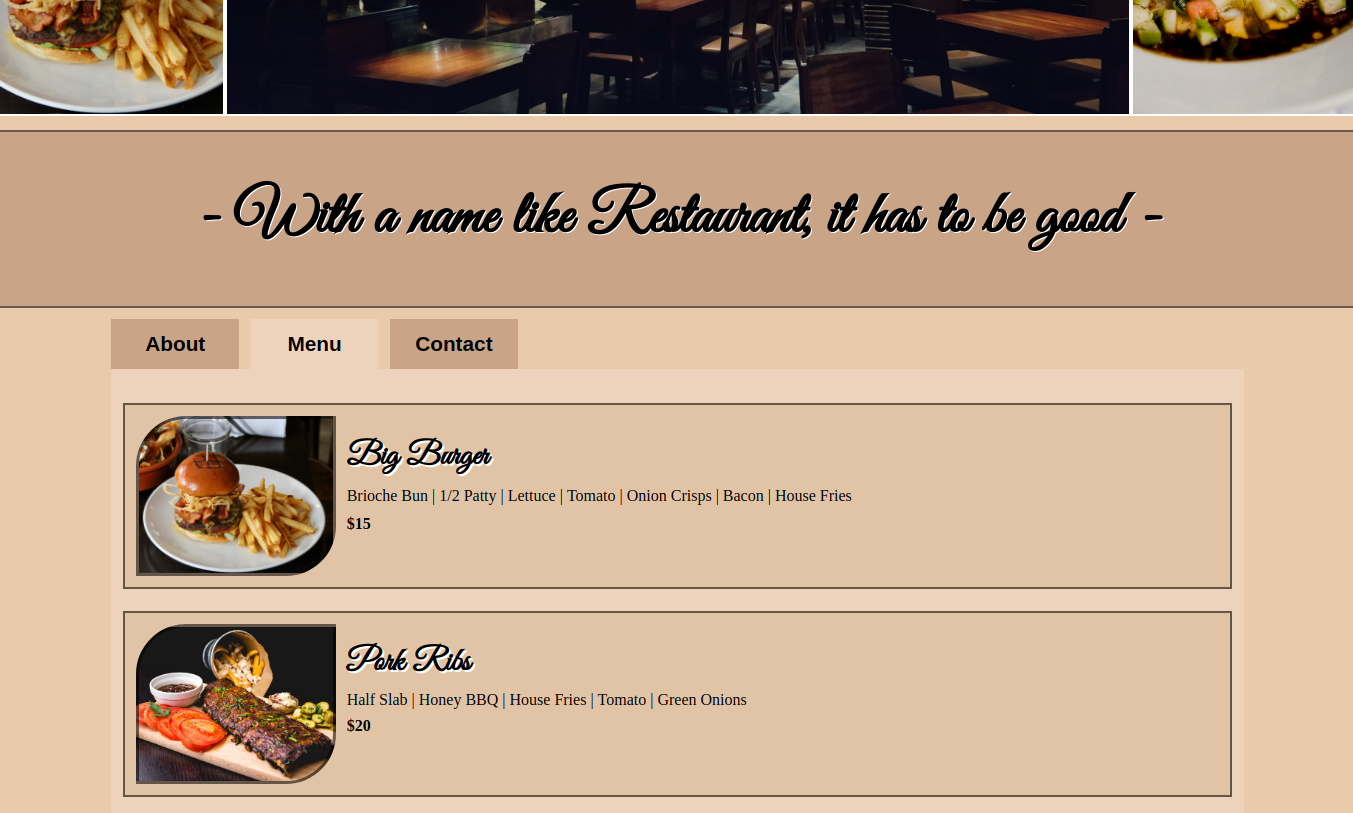 - With a name like Restaurant, it has to be good -
About
Menu
Contact
Big Burger
Brioche Bun | 1/2 Patty | Lettuce | Tomato | Onion Crisps | Bacon | House Fries
$15
Pork Ribs
Half Slab | Honey BBQ | House Fries | Tomato | Green Onions
$20